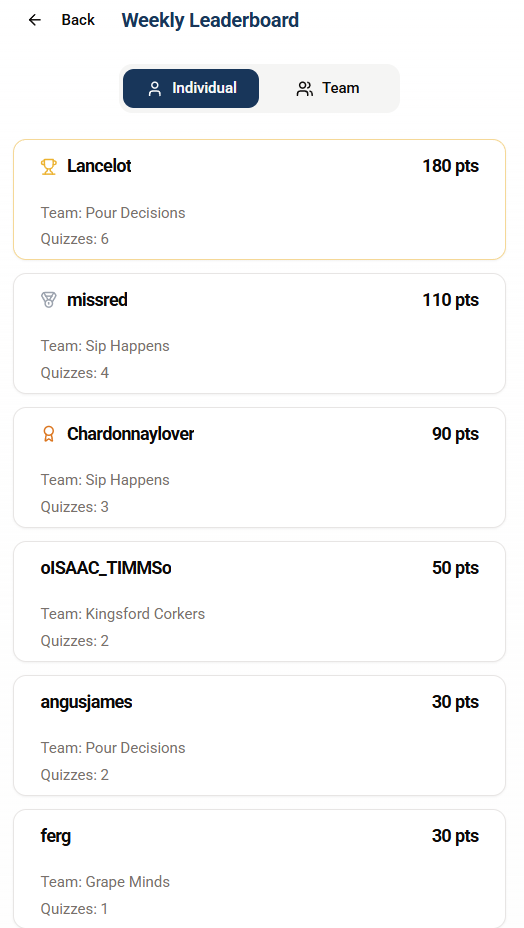 Back Weekly Leaderboard
Individual Team
Lancelot 180 pts
Team: Pour Decisions
Quizzes: 6
missred 110 pts
Team: Sip Happens
Quizzes: 4
Chardonnaylover 90 pts
Team: Sip Happens
Quizzes: 3
oISAAC_TIMMSo 50 pts
Team: Kingsford Corkers
Quizzes: 2
angusjames 30 pts
Team: Pour Decisions
Quizzes: 2
ferg 30 pts
Team: Grape Minds
Quizzes: 1